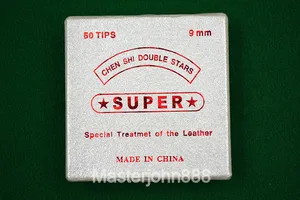 50 TIPS 9 mm
CHEN SHI DOUBLE STARS
★ SUPER ★
Special Treatmet of the Leather
MADE IN CHINA
Masterjohn888